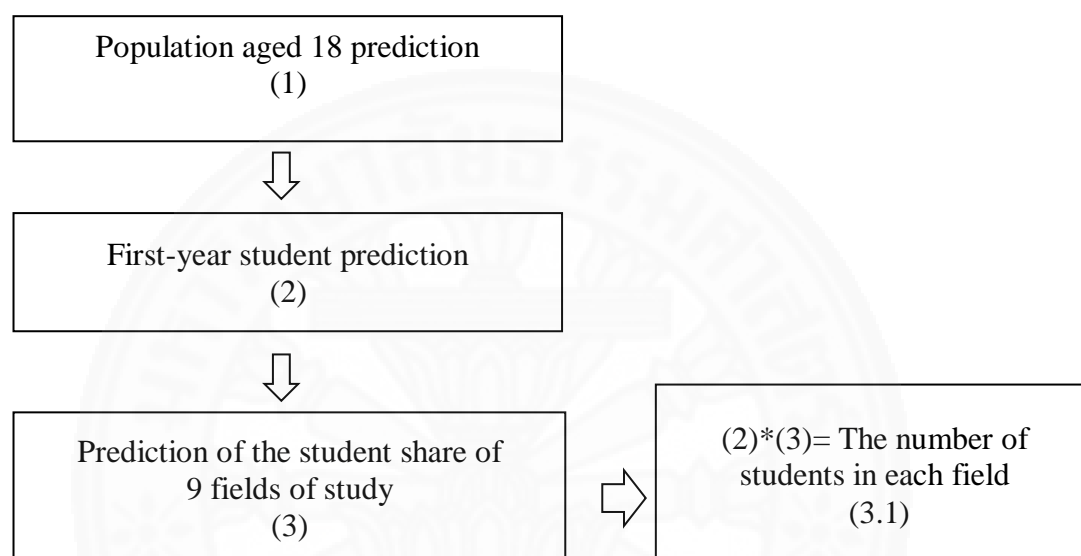 Population aged 18 prediction
(1)
First-year student prediction
(2)
Prediction of the student share of
9 fields of study
(3)
(2)*(3)= The number of
students in each field
(3.1)